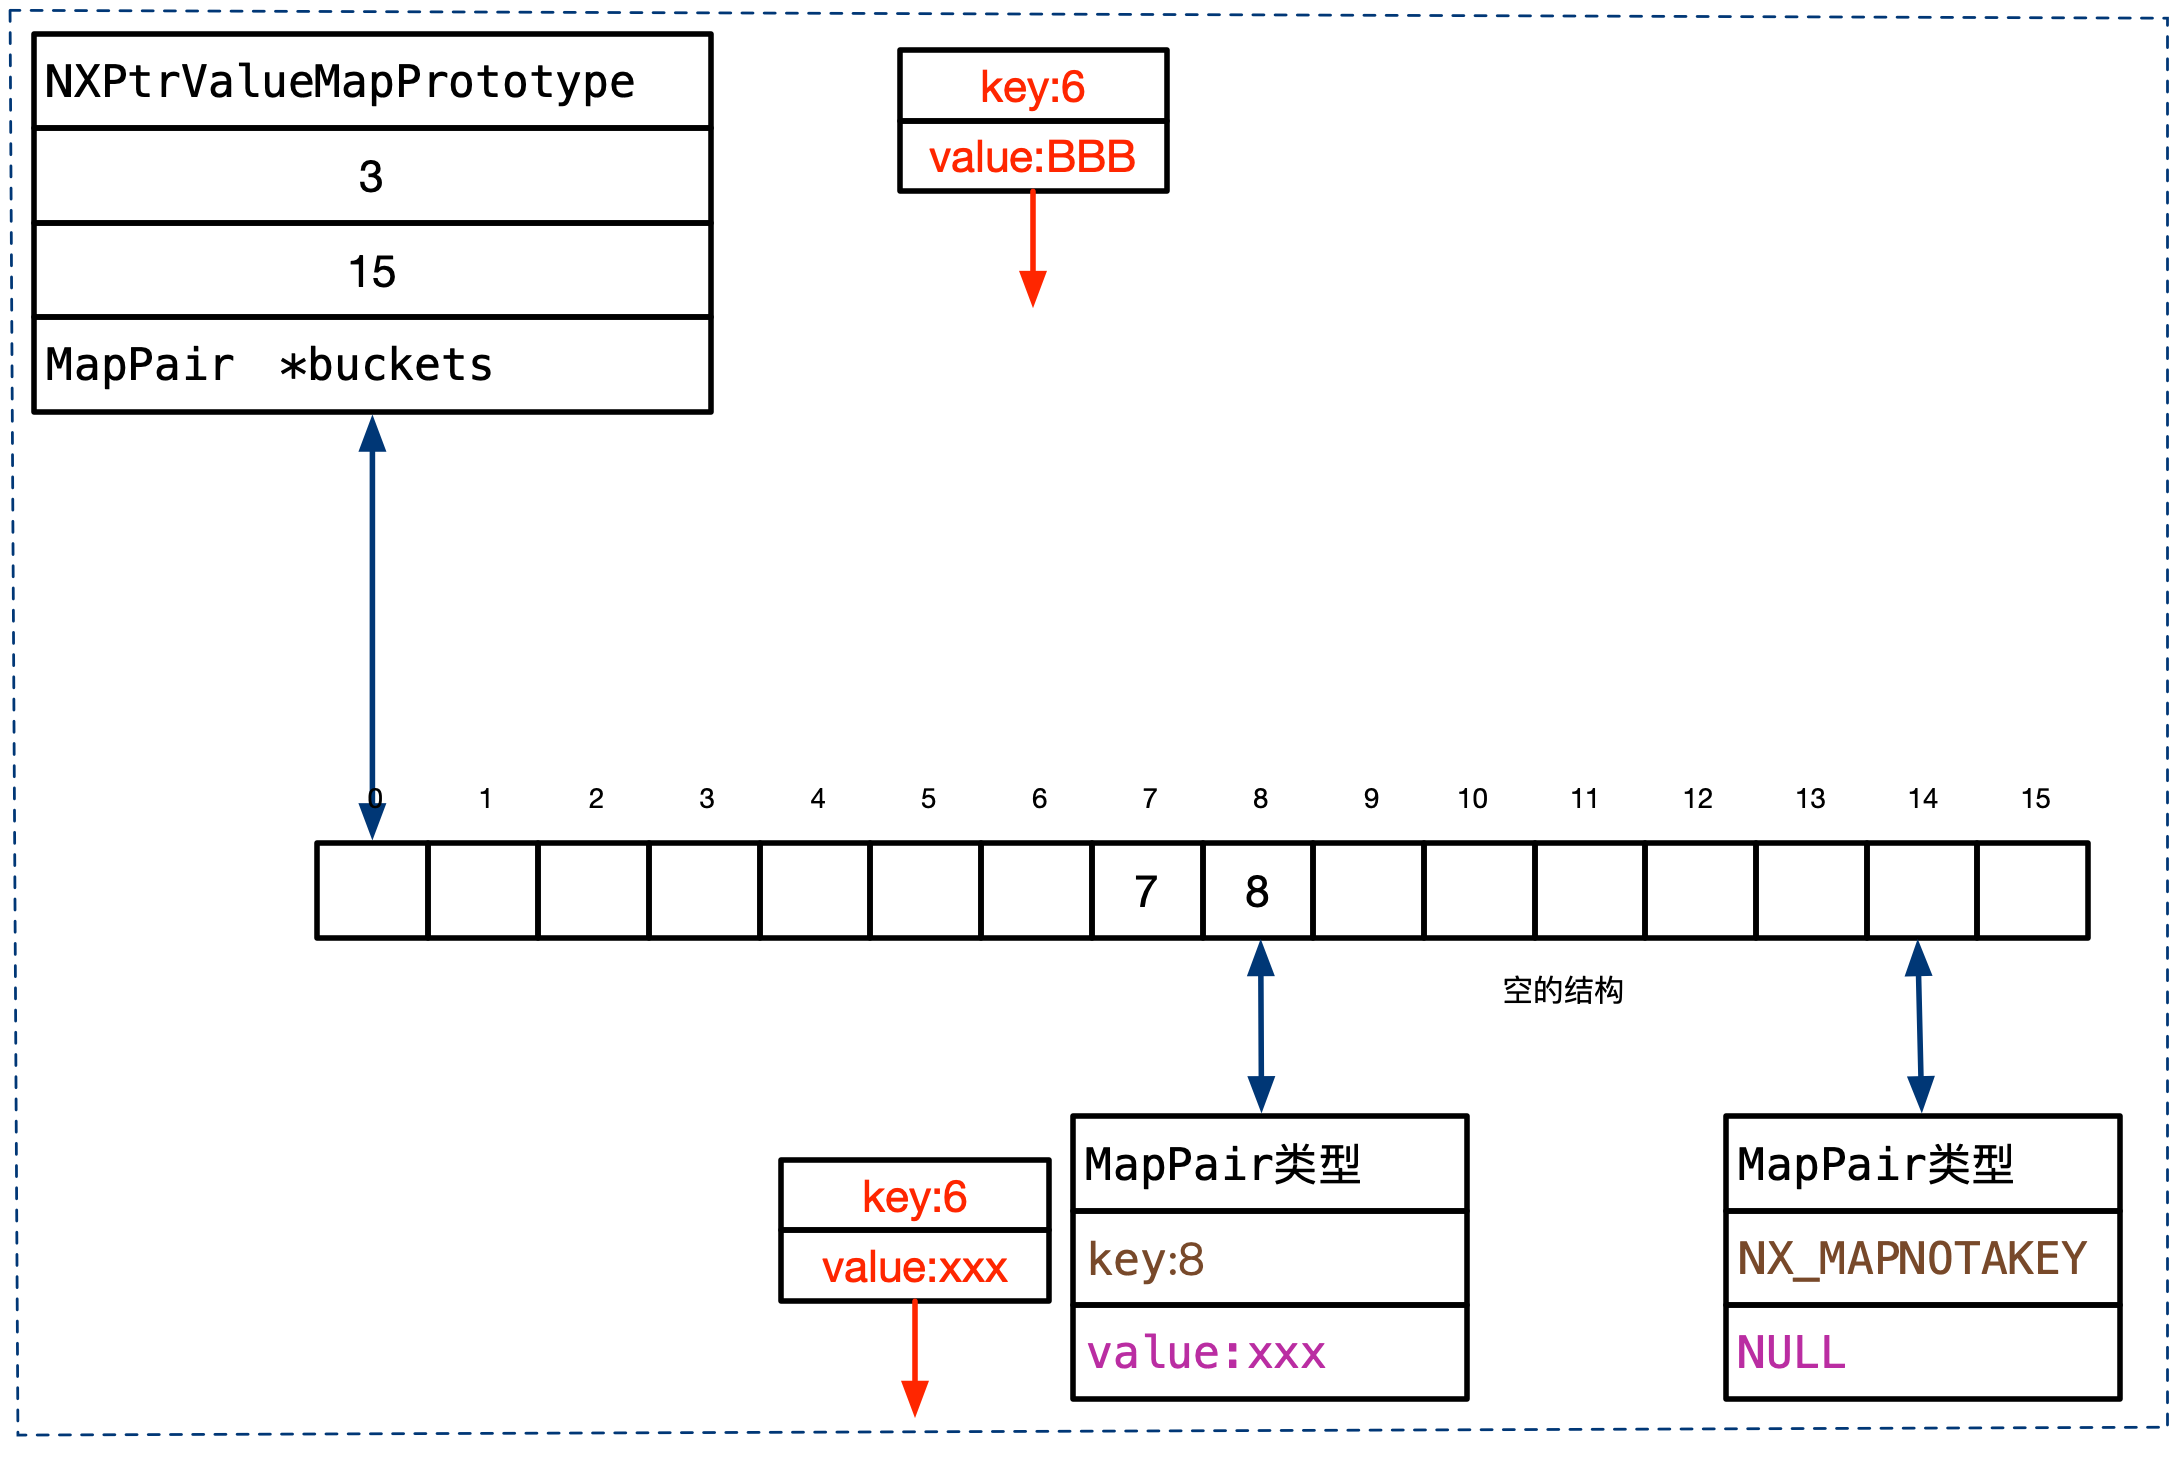 NXPtrValueMapPrototype
3
15
MapPair *buckets
key:6
value:BBB
0 1 2 3 4 5 6 7 8 9 10 11 12 13 14 15
7 8
空的结构
key:6
value:xxx
MapPair类型
key:8
value:xxx
MapPair类型
NX_MAPNOTAKEY
NULL